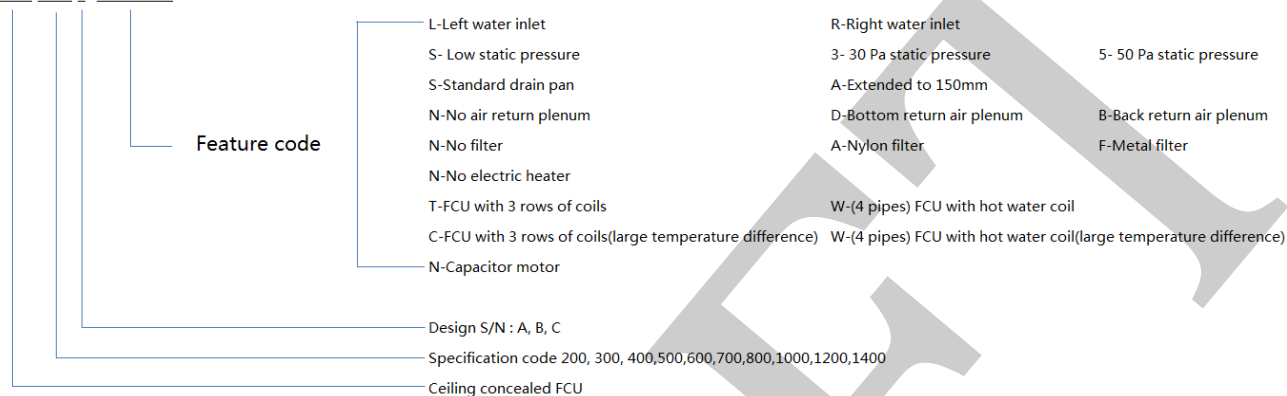 L-Left water inlet R-Right water inlet
S- Low static pressure 3- 30 Pa static pressure 5- 50 Pa static pressure
S-Standard drain pan A-Extended to 150mm
N-No air return plenum D-Bottom return air plenum B-Back return air plenum
Feature code N-No filter A-Nylon filter F-Metal filter
N-No electric heater
T-FCU with 3 rows of coils W-(4 pipes) FCU with hot water coil
C-FCU with 3 rows of coils(large temperature difference) W-(4 pipes) FCU with hot water coil(large temperature difference)
N-Capacitor motor
Design S/N : A, B, C
Specification code 200, 300, 400,500,600,700,800,1000,1200,1400
Ceiling concealed FCU